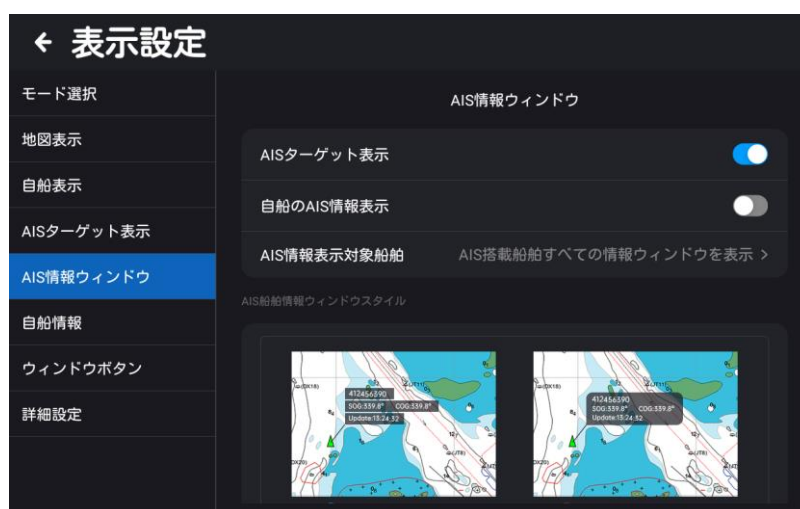 ← 表示設定
モード選択
地図表示
自船表示
AISターゲット表示
AIS情報ウィンドウ
自船情報
ウィンドウボタン
詳細設定
AIS情報ウィンドウ
AISターゲット表示
自船のAIS情報表示
AIS情報表示対象船舶 AIS搭載船舶すべての情報ウィンドウを表示 >
AIS船舶情報ウィンドウスタイル
412456390
SOG:339.8° COG:339.8°
Update:13:24;32
412456390
SOG:339.8° COG:339.8°
Update:13:24;52